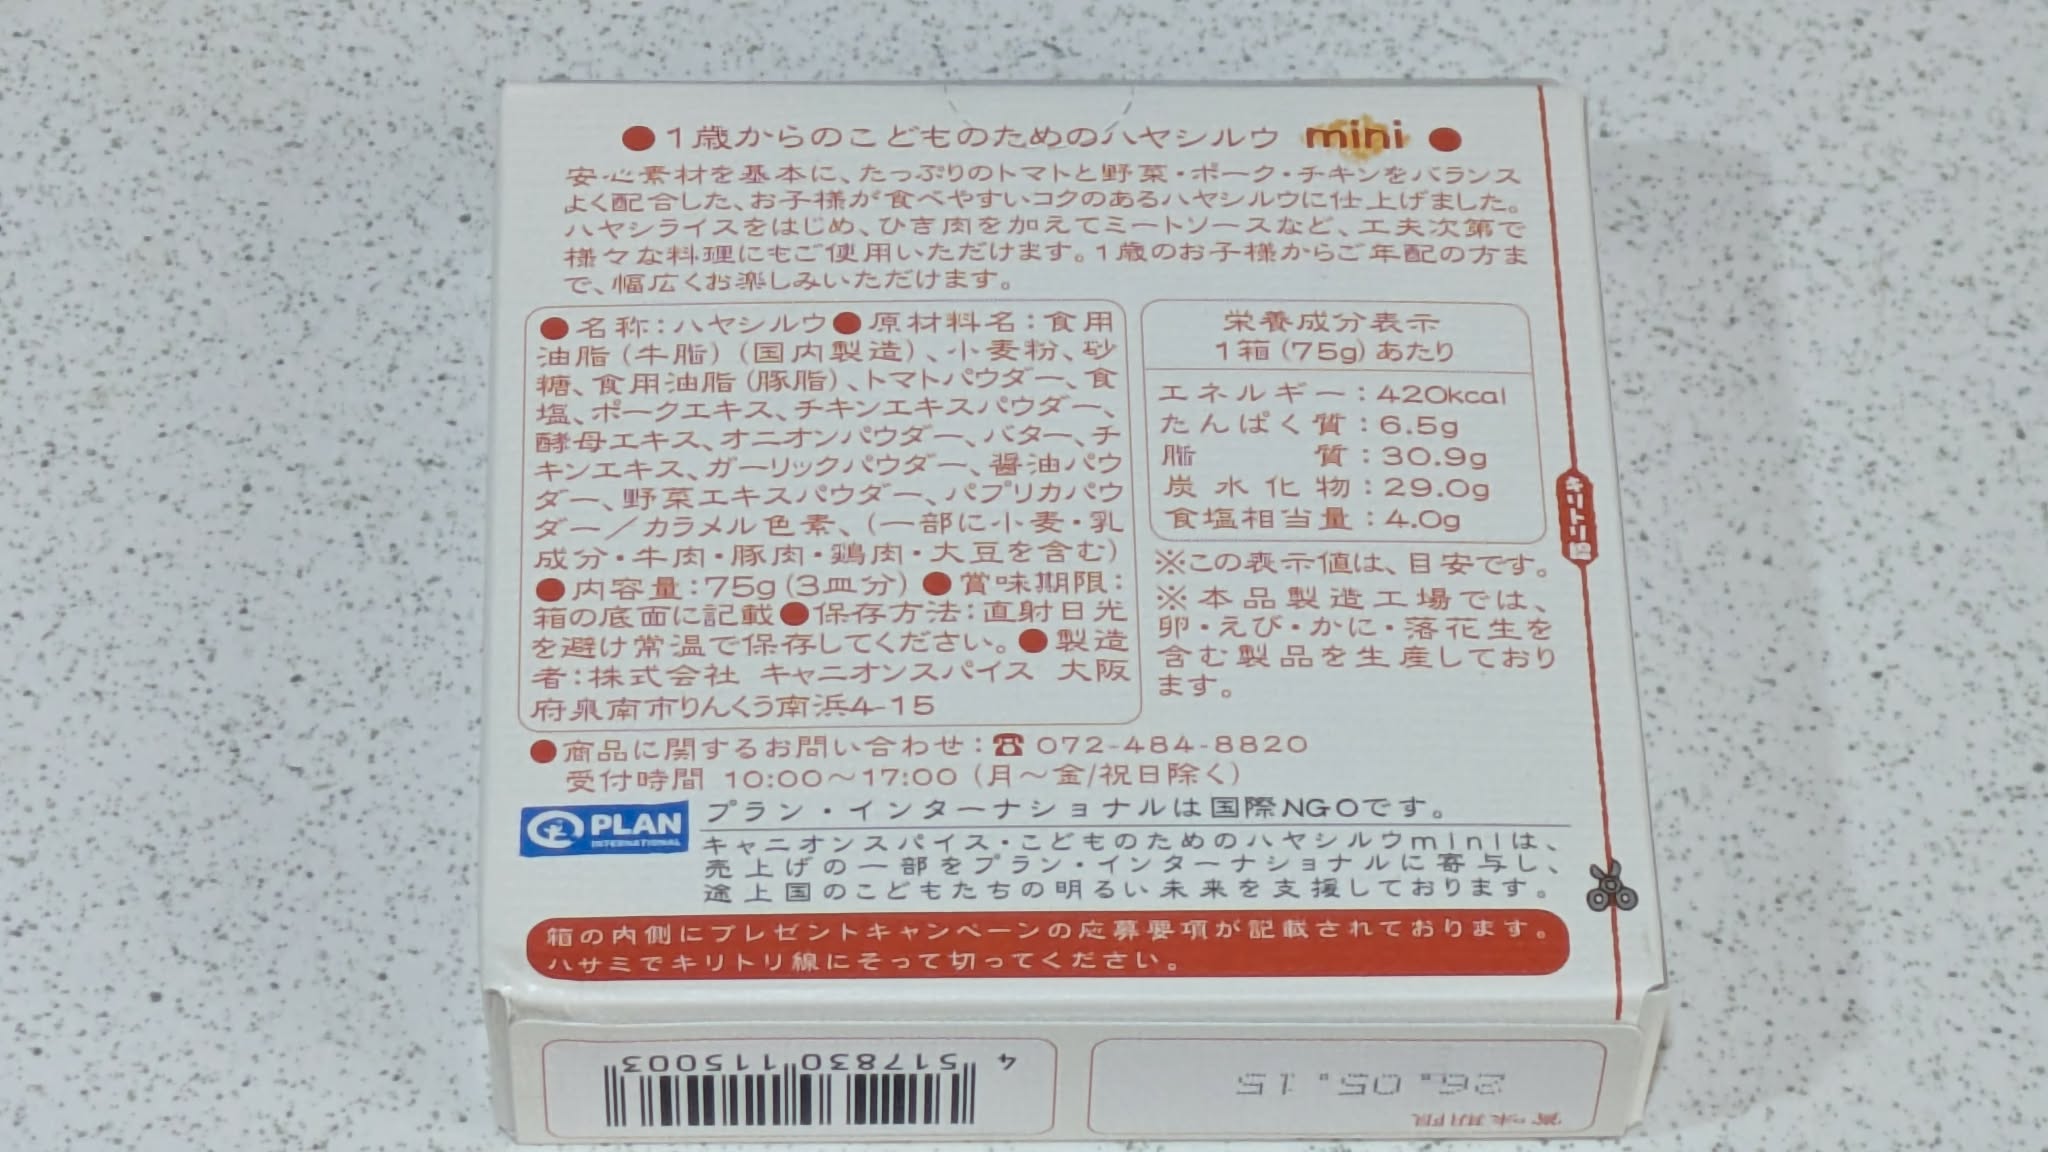 ●1歳からのこどものためのハヤシルウ mini●
安心素材を基本に、たっぷりのトマトと野菜・ポーク・チキンをバランス
よく配合した、お子様が食べやすいコクのあるハヤシルウに仕上げました。
ハヤシライスをはじめ、ひき肉を加えてミートソースなど、工夫次第で
様々な料理にもご使用いただけます。1歳のお子様からご年配の方ま
で、幅広くお楽しみいただけます。
●名称:ハヤシルウ●原材料名:食用
油脂(牛脂)(国内製造)、小麦粉、砂
糖、食用油脂(豚脂)、トマトパウダー、食
塩、ポークエキス、チキンエキスパウダー、
酵母エキス、オニオンパウダー、バター、チ
キンエキス、ガーリックパウダー、醤油パウ
ダー、野菜エキスパウダー、パプリカパウ
ダー/カラメル色素、(一部に小麦・乳
成分・牛肉・豚肉・鶏肉・大豆を含む)
●内容量:75g(3皿分)●賞味期限:
箱の底面に記載●保存方法:直射日光
を避け常温で保存してください。●製造
者:株式会社 キャニオンスパイス 大阪
府泉南市りんくう南浜4-15
栄養成分表示
1箱(75g)あたり
エネルギー:420kcal
たんぱく質:6.5g
脂質:30.9g
炭水化物:29.0g
食塩相当量:4.0g
※この表示値は、目安です。
※本品製造工場では、
卵・えび・かに・落花生を
含む製品を生産しており
ます。
キリトリ線
●商品に関するお問い合わせ:☎072-484-8820
受付時間 10:00〜17:00(月〜金/祝日除く)
PLAN
INTERNATIONAL
プラン・インターナショナルは国際NGOです。
キャニオンスパイス・こどものためのハヤシルウminiは、
売上げの一部をプラン・インターナショナルに寄与し、
途上国のこどもたちの明るい未来を支援しております。
箱の内側にプレゼントキャンペーンの応募要項が記載されております。
ハサミでキリトリ線にそって切ってください。
4 517830 115003
賞味期限
26.05.15